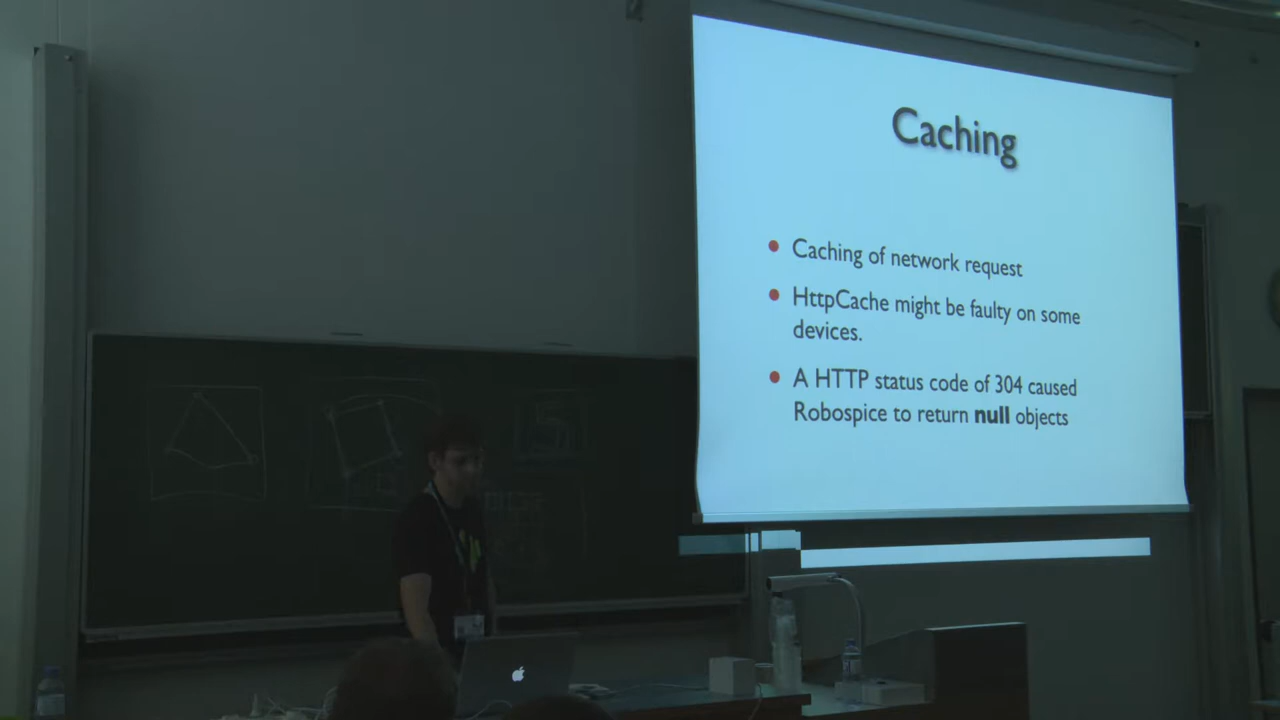 Caching
Caching of network request
HttpCache might be faulty on some
devices.
A HTTP status code of 304 caused
Robospice to return null objects